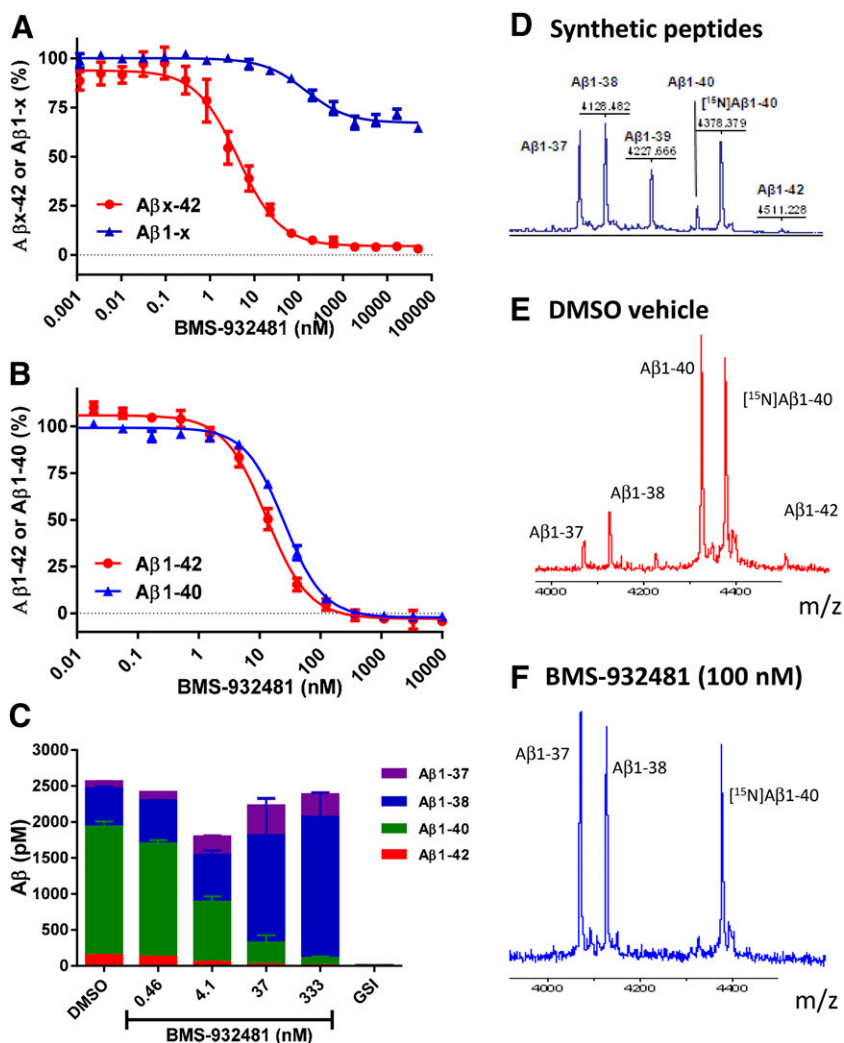 A
Aβx-42 or Aβ1-x (%)
100
75
50
25
0
Aβx-42
Aβ1-x
0.001
0.01
0.1
1
10
100
1000
10000
100000
BMS-932481 (nM)
B
Aβ1-42 or Aβ1-40 (%)
100
75
50
25
0
Aβ1-42
Aβ1-40
0.01
0.1
1
10
100
1000
10000
BMS-932481 (nM)
C
Aβ (pM)
3000
2500
2000
1500
1000
500
0
Aβ1-37
Aβ1-38
Aβ1-40
Aβ1-42
DMSO
0.46
4.1
37
333
GSI
BMS-932481 (nM)
D Synthetic peptides
Aβ1-38
4128.482
Aβ1-37
Aβ1-39
4227.666
Aβ1-40
[¹⁵N]Aβ1-40
4378.379
Aβ1-42
4511.228
E DMSO vehicle
Aβ1-40
[¹⁵N]Aβ1-40
Aβ1-38
Aβ1-37
Aβ1-42
4000
4200
4400
m/z
F BMS-932481 (100 nM)
Aβ1-37
Aβ1-38
[¹⁵N]Aβ1-40
4000
4200
4400
m/z